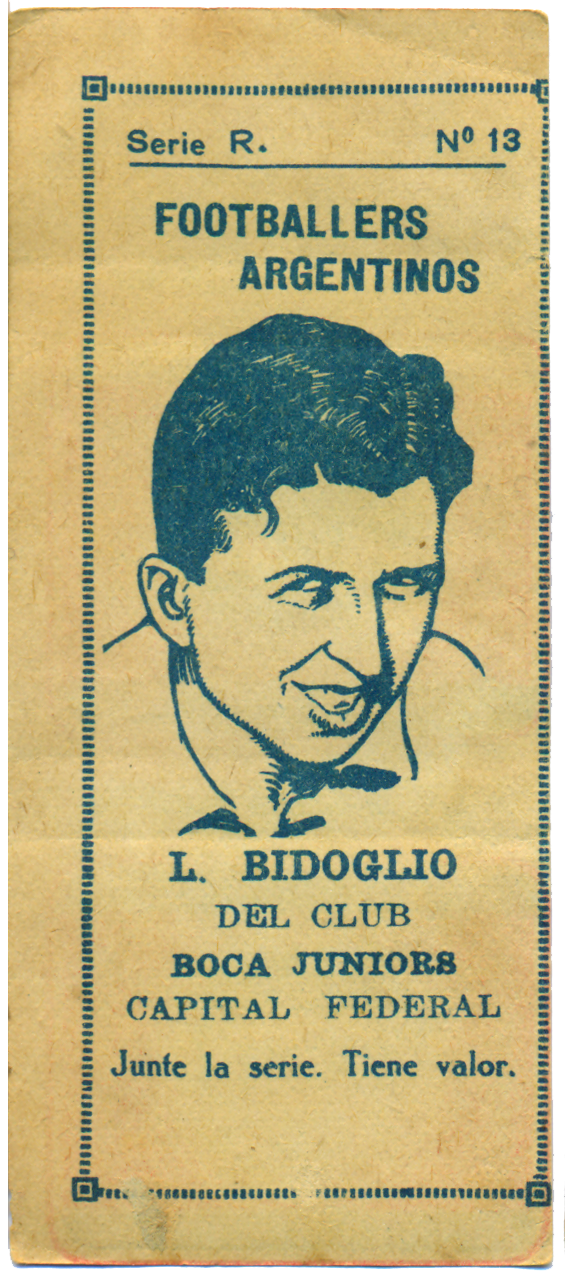 Serie R. Nº 13
FOOTBALLERS
ARGENTINOS
L. BIDOGLIO
DEL CLUB
BOCA JUNIORS
CAPITAL FEDERAL
Junte la serie. Tiene valor.